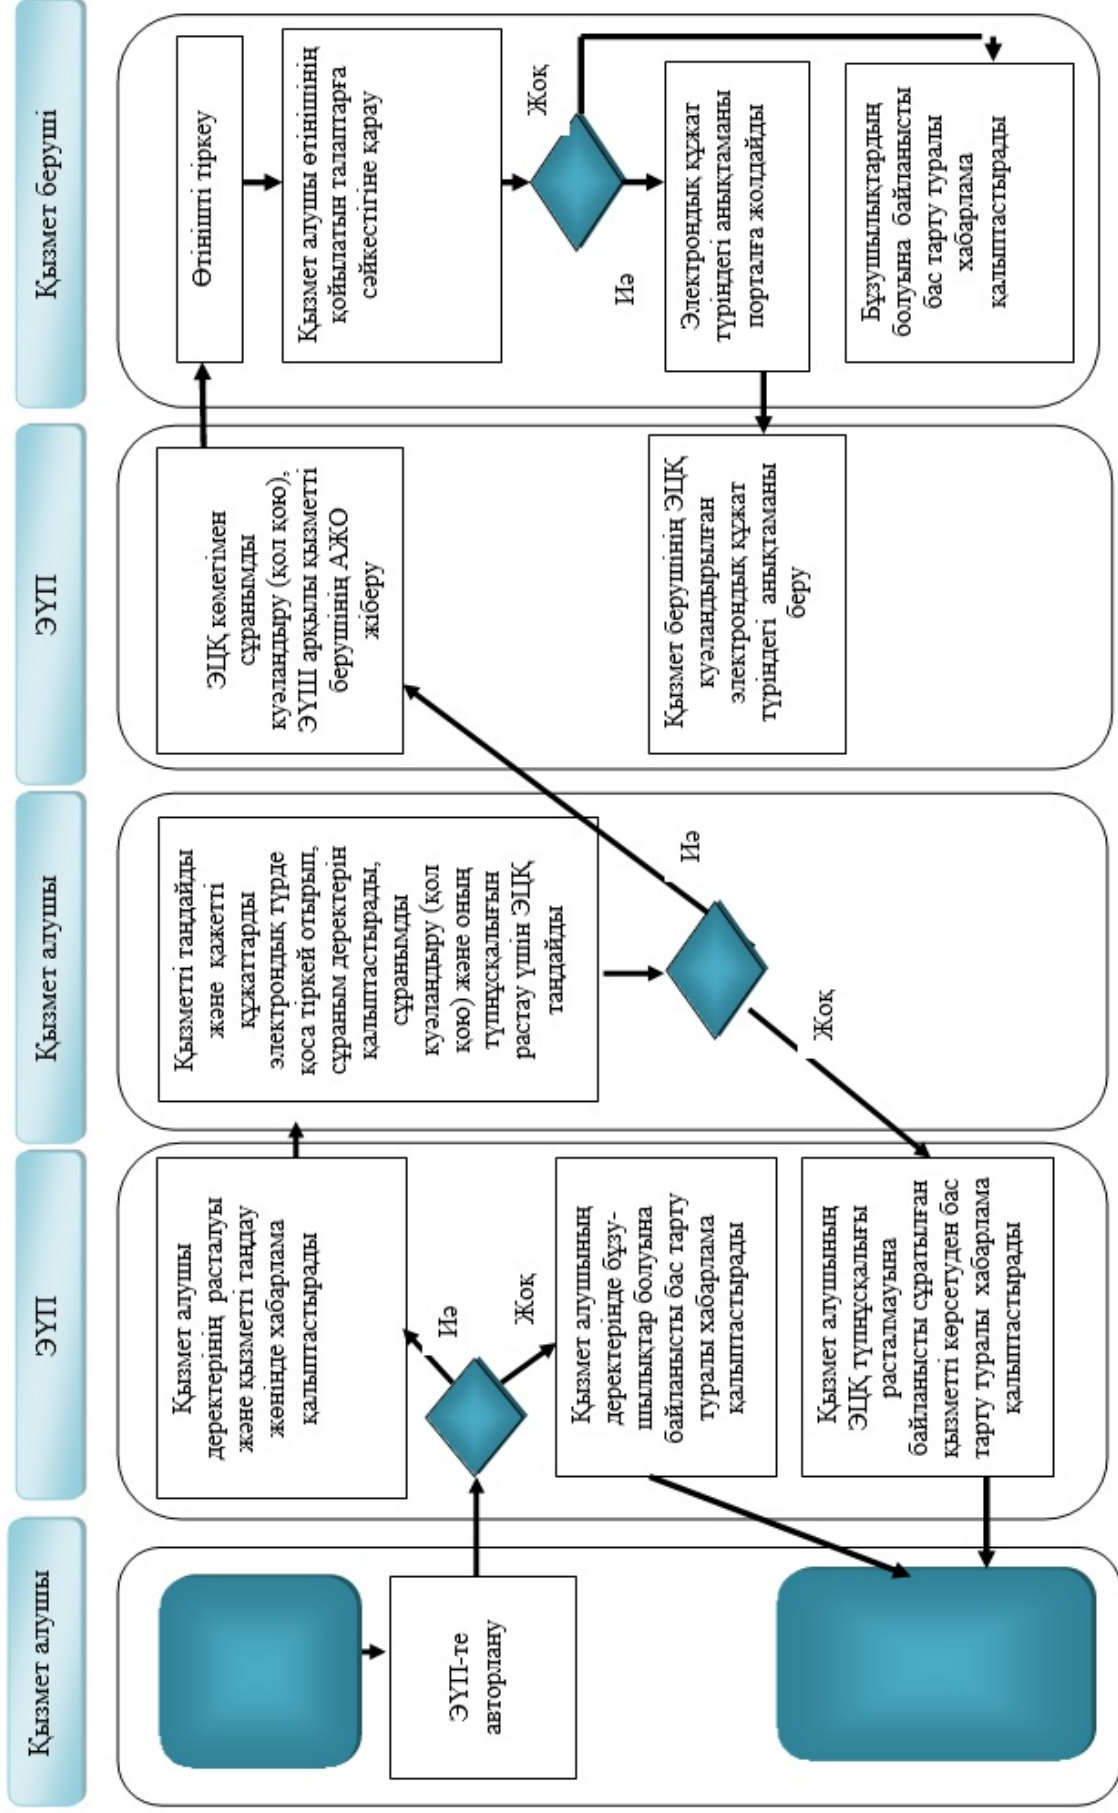 Қызмет алушы
ЭҮП
Қызмет алушы
ЭҮП
Қызмет беруші
ЭҮП-те
авторлану
Қызмет алушы
деректерінің расталуы
және қызметті таңдау
жөнінде хабарлама
қалыптастырады
Иә
Жоқ
Қызмет алушының
деректерінде бұзу-
шылықтар болуына
байланысты бас тарту
туралы хабарлама
қалыптастырады
Қызмет алушының
ЭЦҚ түпнұсқалығы
расталмауына
байланысты сұратылған
қызметті көрсетуден бас
тарту туралы хабарлама
қалыптастырады
Қызметті таңдайды
және қажетті
құжаттарды
электрондық түрде
қоса тіркей отырып,
сұраным деректерін
қалыптастырады,
сұранымды
куәландыру (қол
қою) және оның
түпнұсқалығын
растау үшін ЭЦҚ
таңдайды
Иә
Жоқ
ЭЦҚ көмегімен
сұранымды
куәландыру (қол қою),
ЭҮШ арқылы қызметті
берушінің АЖО
жіберу
Қызмет берушінің ЭЦҚ
куәландырылған
электрондық құжат
түріндегі анықтаманы
беру
Өтінішті тіркеу
Қызмет алушы өтінішінің
қойылатын талаптарға
сәйкестігіне қарау
Жоқ
Иә
Электрондық құжат
түріндегі анықтаманы
порталға жолдайды
Бұзушылықтардың
болуына байланысты
бас тарту туралы
хабарлама
қалыптастырады